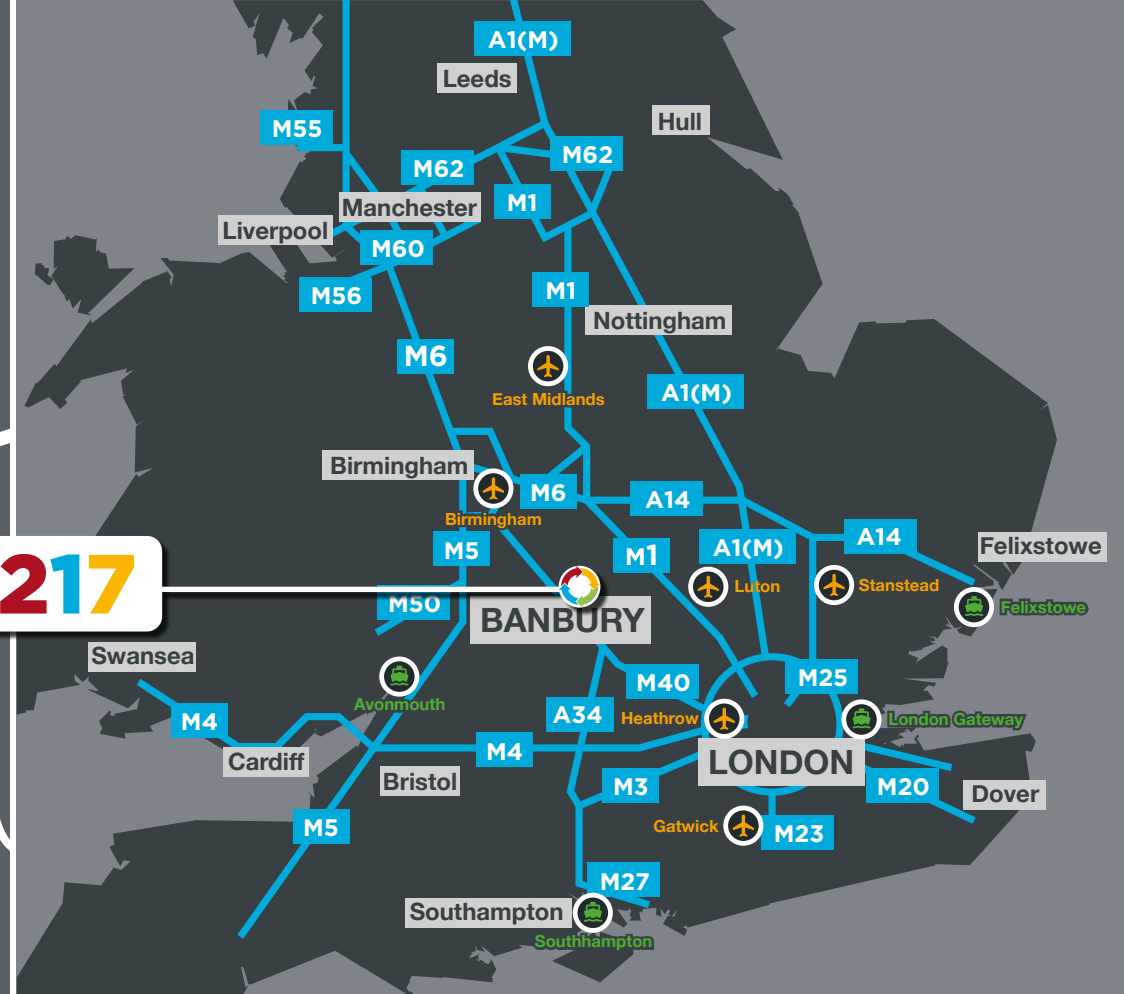 A1(M)
Leeds
Hull
M55
M62
M62
M1
Manchester
Liverpool
M60
M56
M1
Nottingham
M6
East Midlands
A1(M)
Birmingham
M6
A14
Birmingham
M5
M1
A1(M)
A14
Felixstowe
217
Luton
Stanstead
M50
BANBURY
Felixstowe
Swansea
M40
M25
Avonmouth
M4
A34
Heathrow
London Gateway
Cardiff
M4
LONDON
Bristol
M3
M20
Dover
M5
Gatwick
M23
M27
Southampton
Southhampton